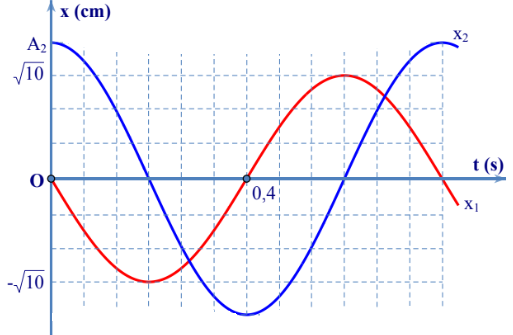 x (cm)
x₂
A₂
√10
t (s)
O
0,4
x₁
-√10